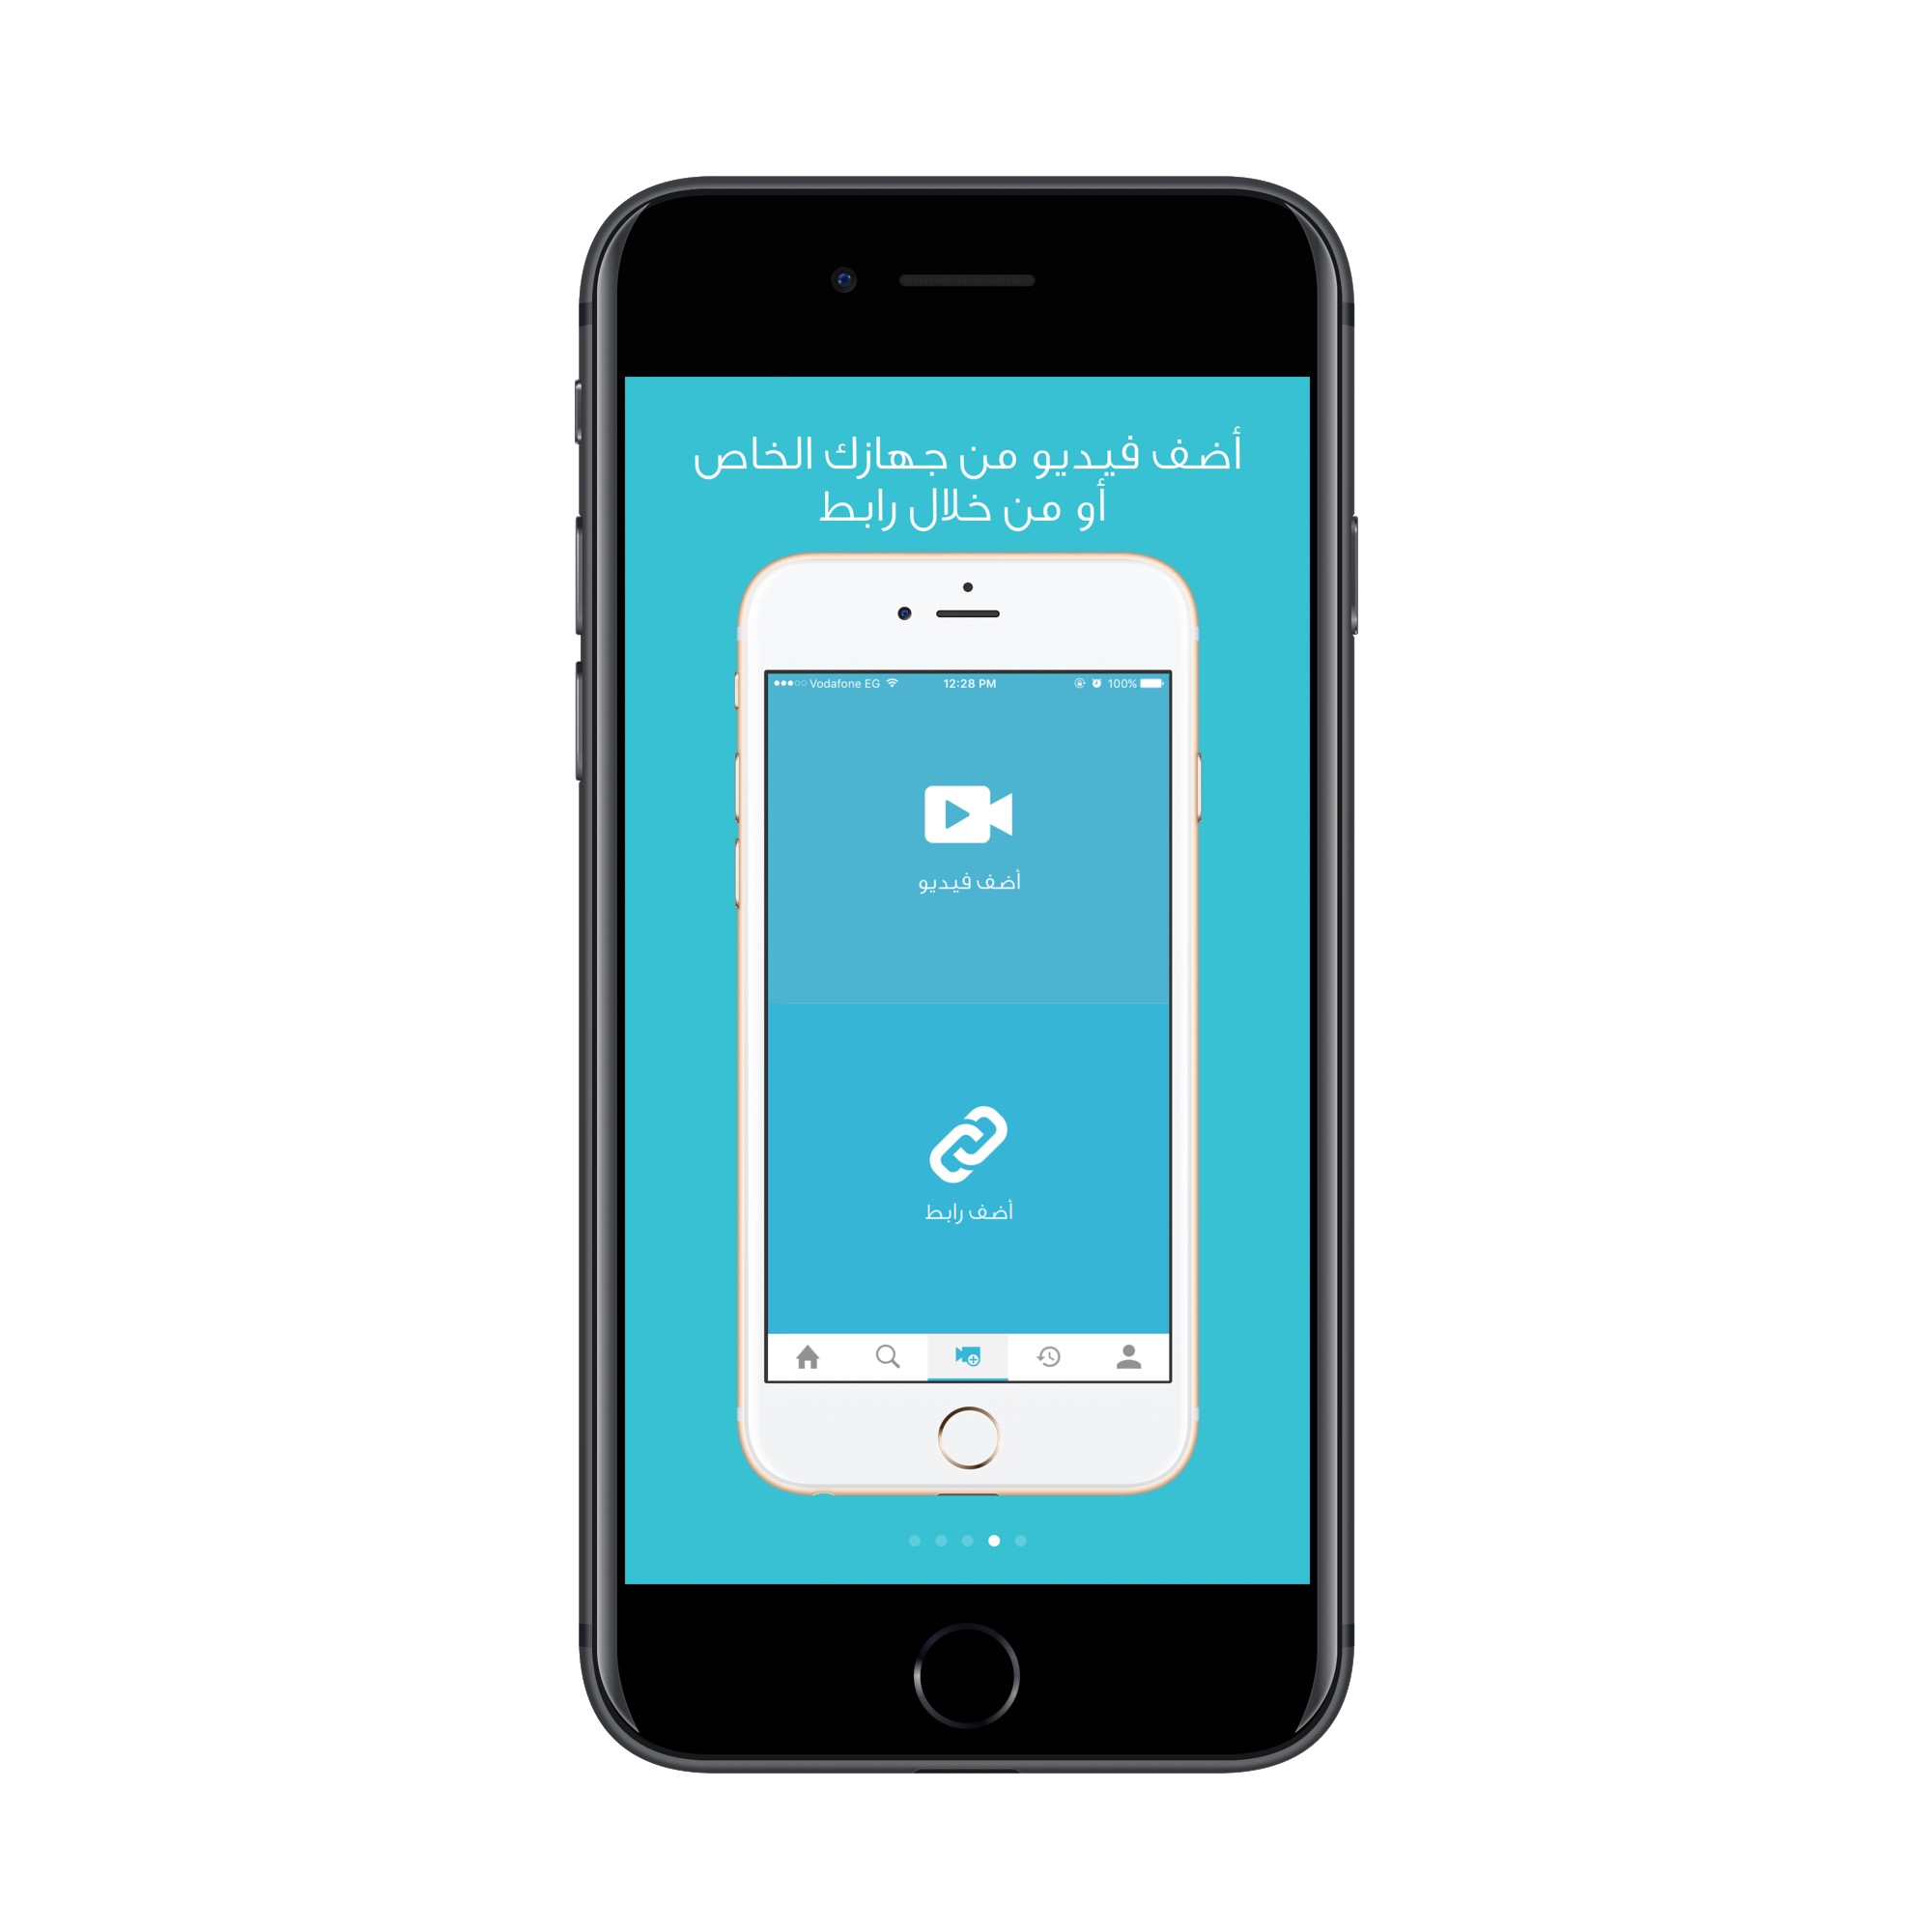 أضف فيديو من جهازك الخاص
أو من خلال رابط
Vodafone EG 12:28 PM 100%
أضف فيديو
أضف رابط